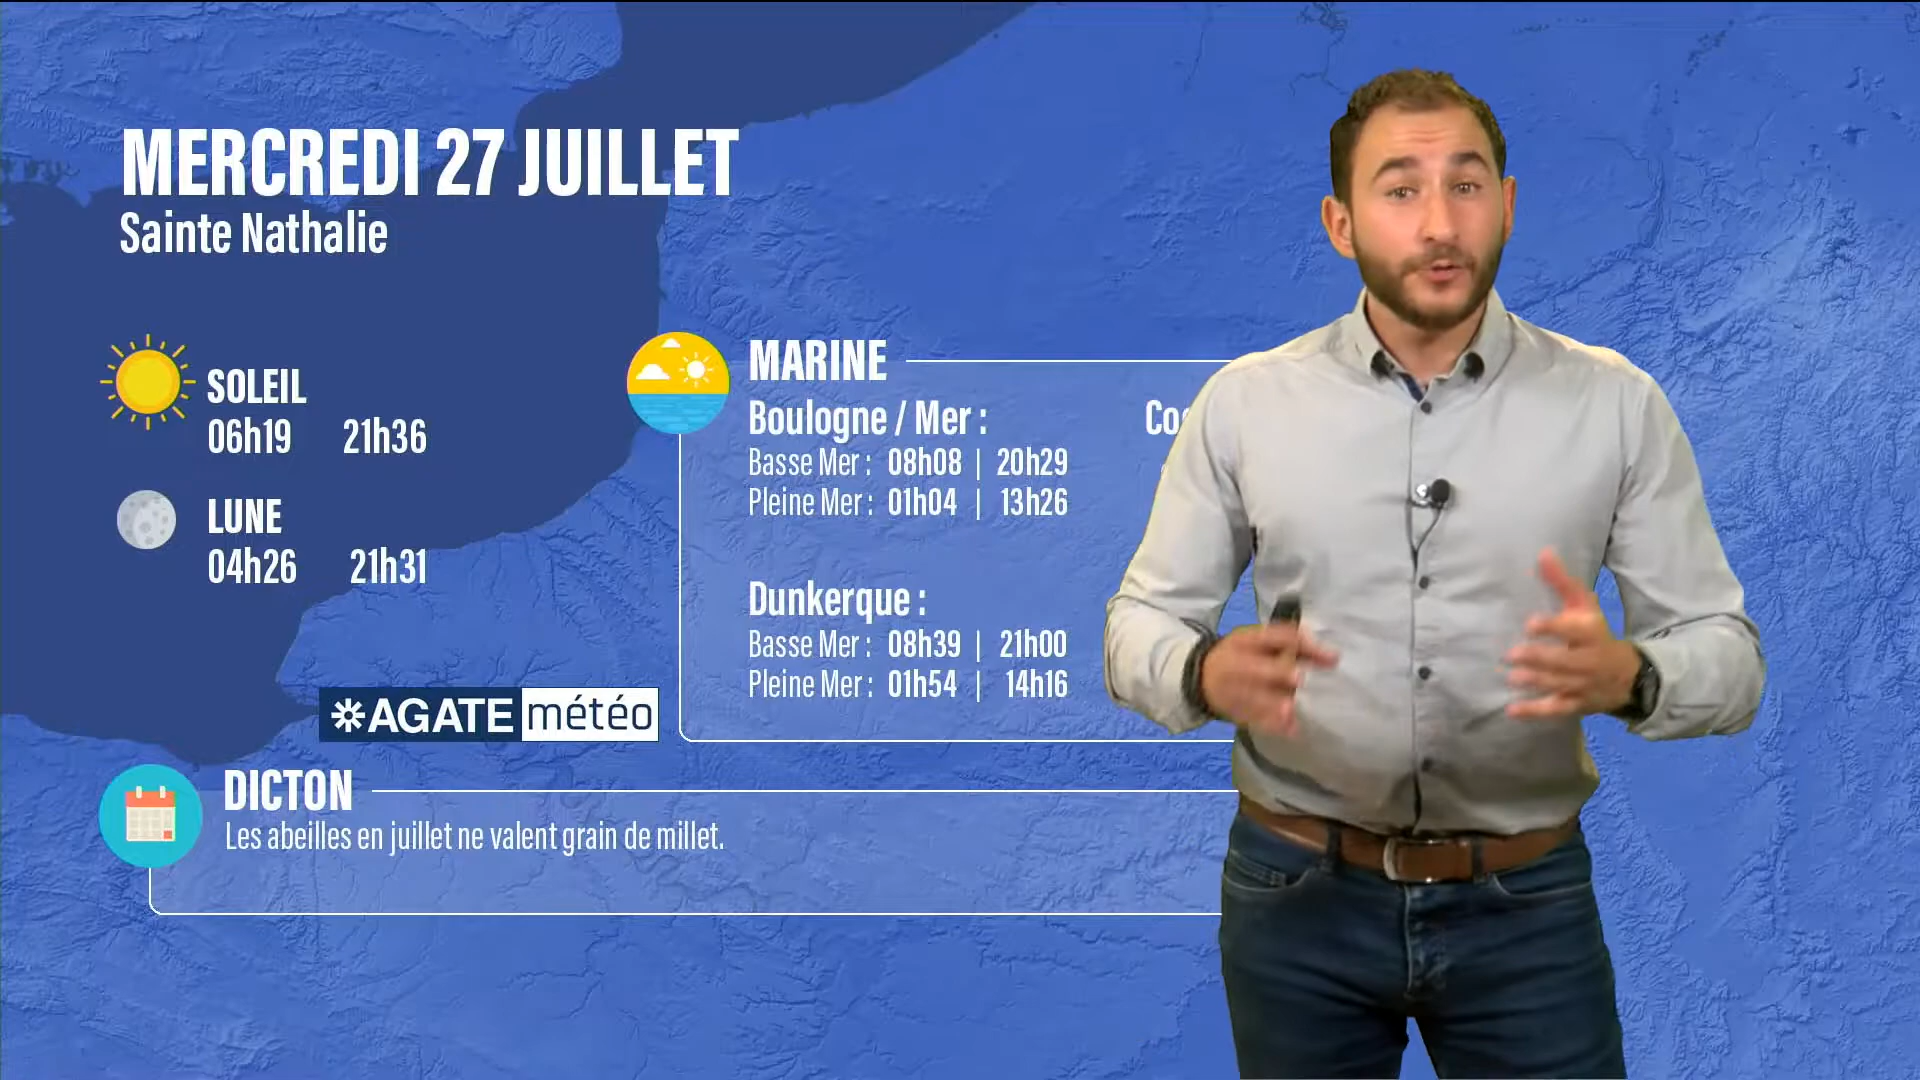 MERCREDI 27 JUILLET
Sainte Nathalie
SOLEIL
06h19 21h36
LUNE
04h26 21h31
MARINE
Boulogne / Mer :
Basse Mer : 08h08 | 20h29
Pleine Mer : 01h04 | 13h26
Dunkerque :
Basse Mer : 08h39 | 21h00
Pleine Mer : 01h54 | 14h16
AGATE météo
DICTON
Les abeilles en juillet ne valent grain de millet.